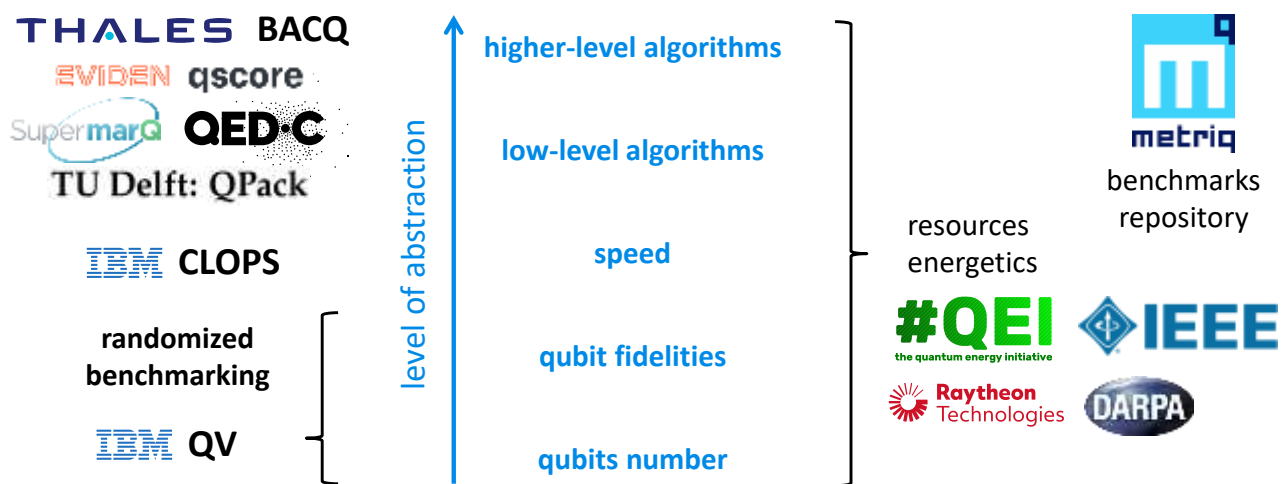 THALES BACQ
EVIDEN qscore
SupermarQ QED·C
TU Delft: QPack
IBM CLOPS
randomized
benchmarking
IBM QV
level of abstraction
higher-level algorithms
low-level algorithms
speed
qubit fidelities
qubits number
resources
energetics
#QEI
the quantum energy initiative
Raytheon
Technologies
q
m
metriq
benchmarks
repository
IEEE
DARPA